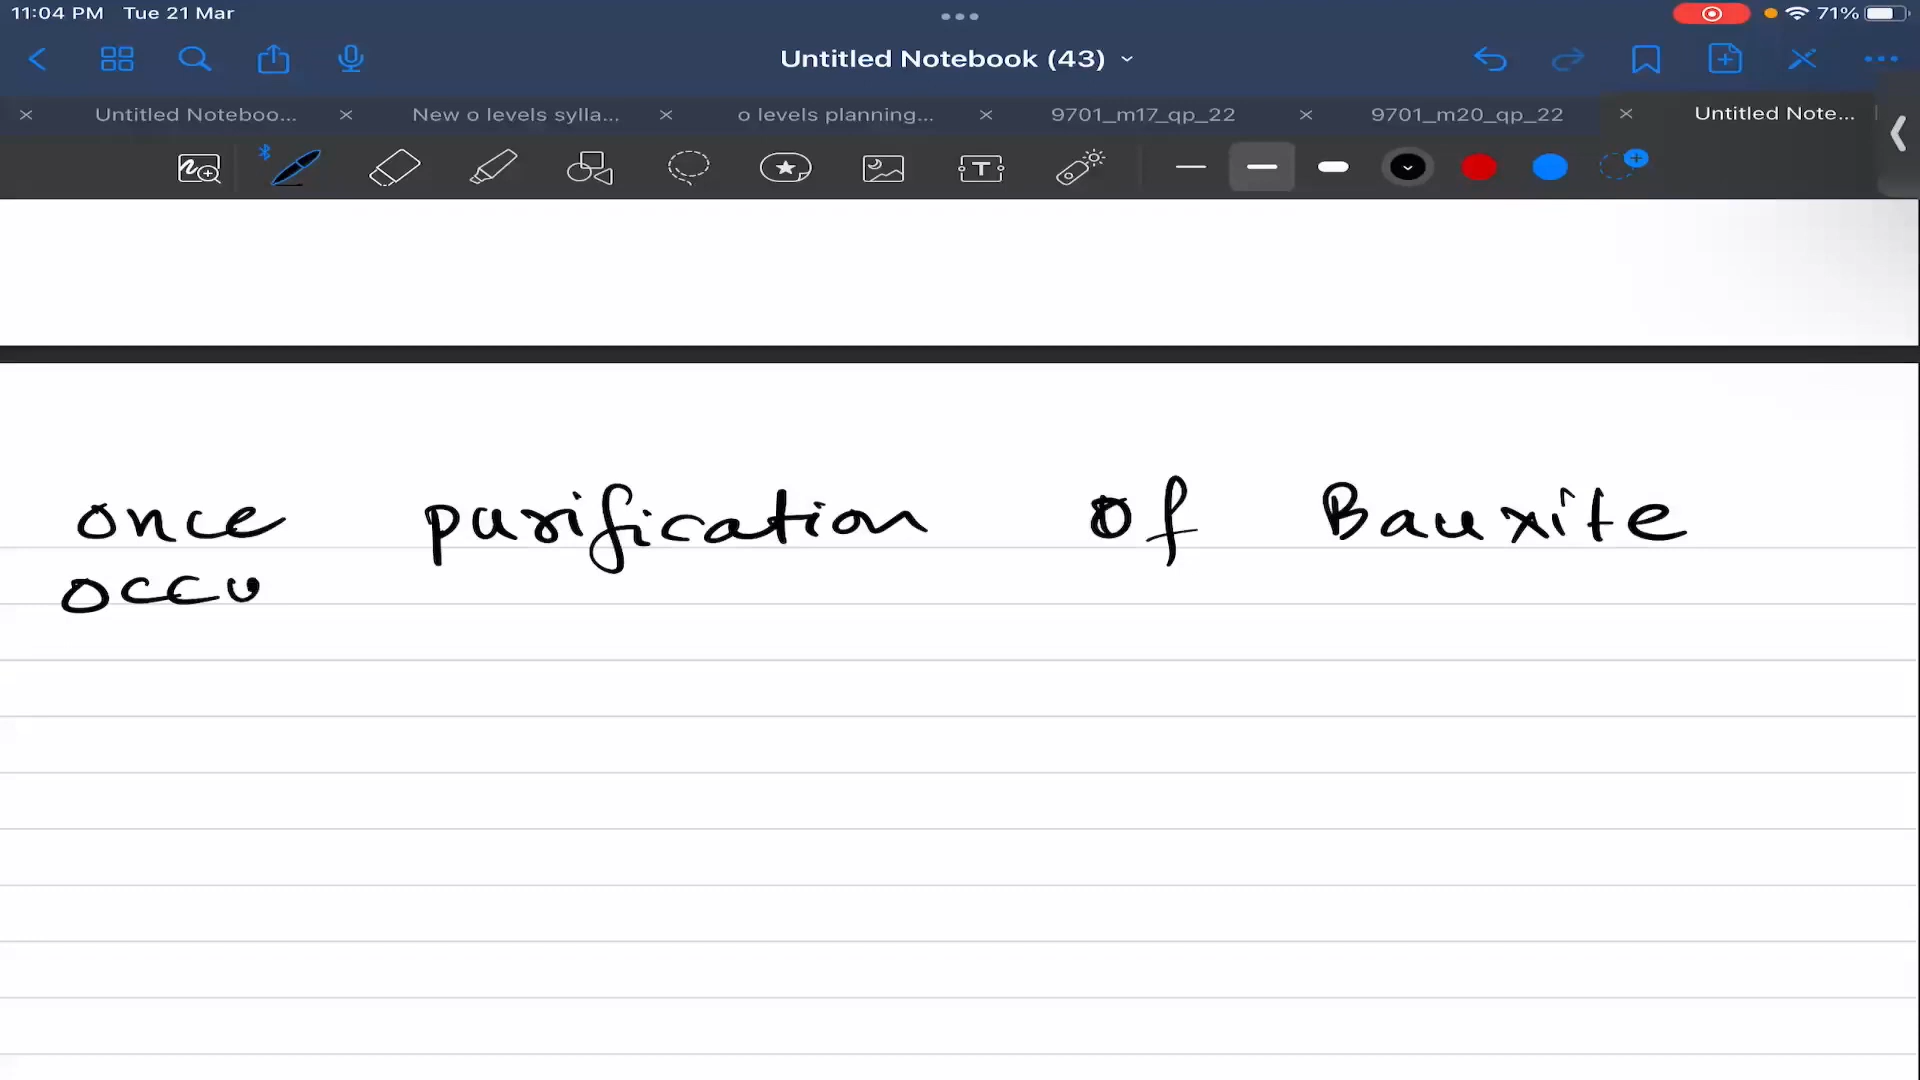 11:04 PM Tue 21 Mar
71%
Untitled Notebook (43)
Untitled Noteboo...
New o levels sylla...
o levels planning...
9701_m17_qp_22
9701_m20_qp_22
Untitled Note...
T
once purification of Bauxite
occu